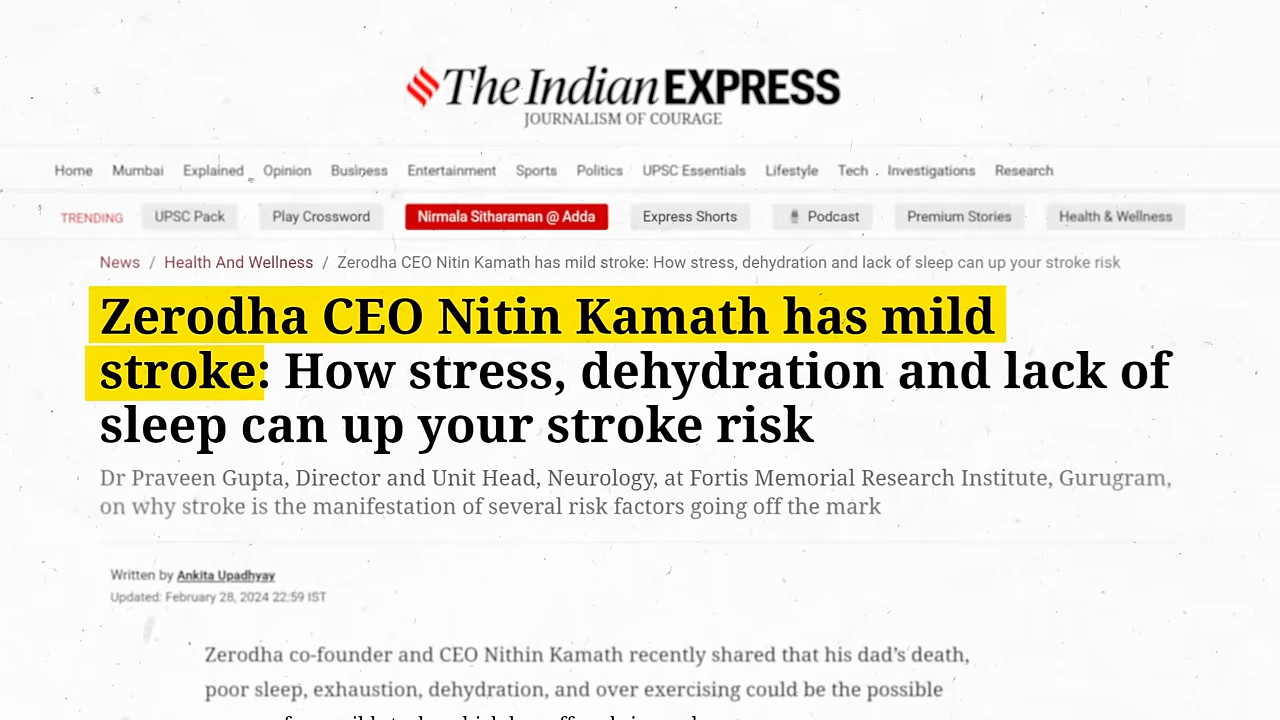 The Indian EXPRESS
JOURNALISM OF COURAGE
Home Mumbai Explained Opinion Business Entertainment Sports Politics UPSC Essentials Lifestyle Tech Investigations Research
TRENDING UPSC Pack Play Crossword Nirmala Sitharaman @ Adda Express Shorts Podcast Premium Stories Health & Wellness
News / Health And Wellness / Zerodha CEO Nitin Kamath has mild stroke: How stress, dehydration and lack of sleep can up your stroke risk
Zerodha CEO Nitin Kamath has mild
stroke: How stress, dehydration and lack of
sleep can up your stroke risk
Dr Praveen Gupta, Director and Unit Head, Neurology, at Fortis Memorial Research Institute, Gurugram,
on why stroke is the manifestation of several risk factors going off the mark
Written by Ankita Upadhyay
Updated: February 28, 2024 22:59 IST
Zerodha co-founder and CEO Nithin Kamath recently shared that his dad's death,
poor sleep, exhaustion, dehydration, and over exercising could be the possible